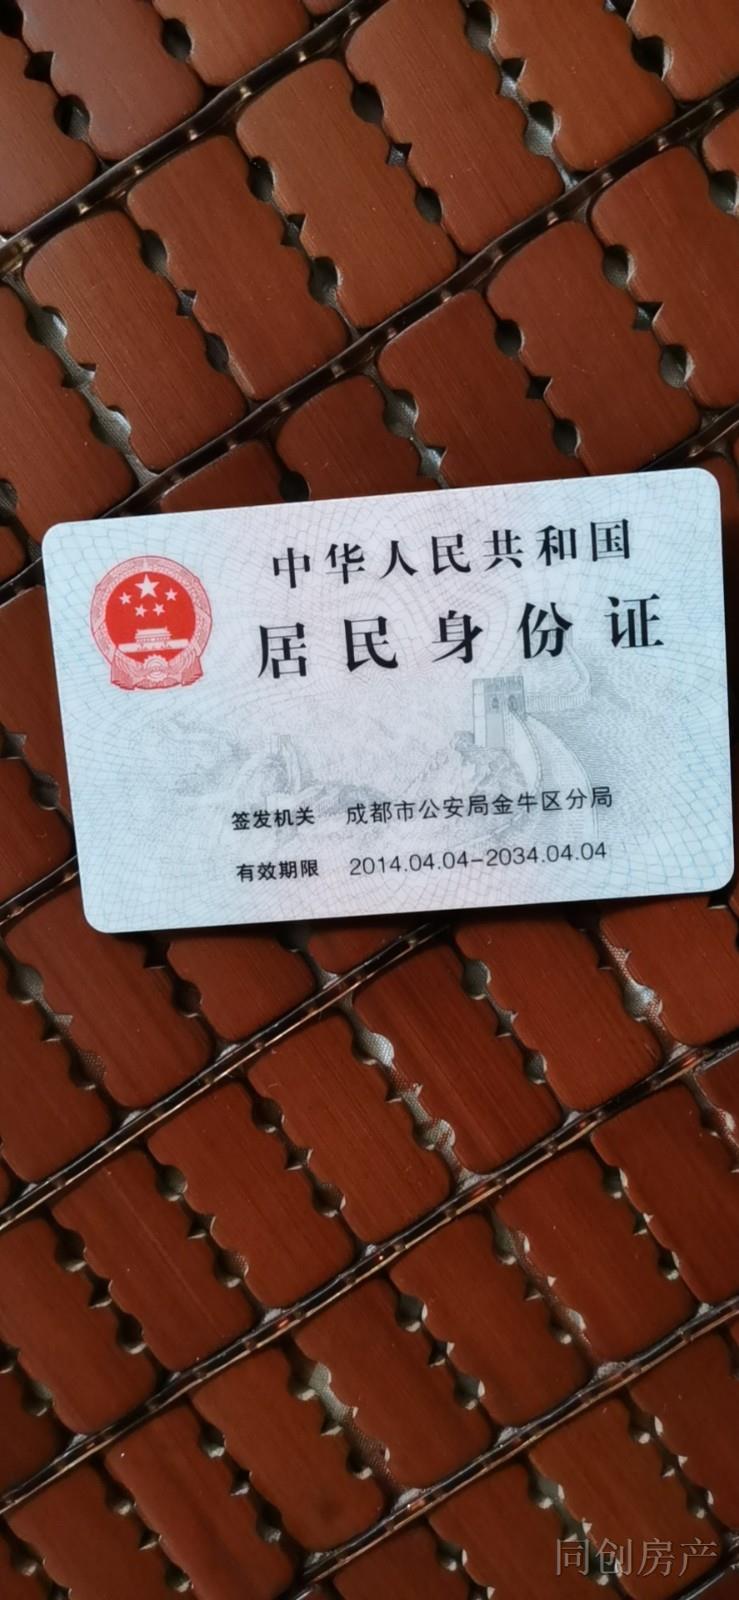 中华人民共和国
居民身份证
签发机关 成都市公安局金牛区分局
有效期限 2014.04.04-2034.04.04
同创房产